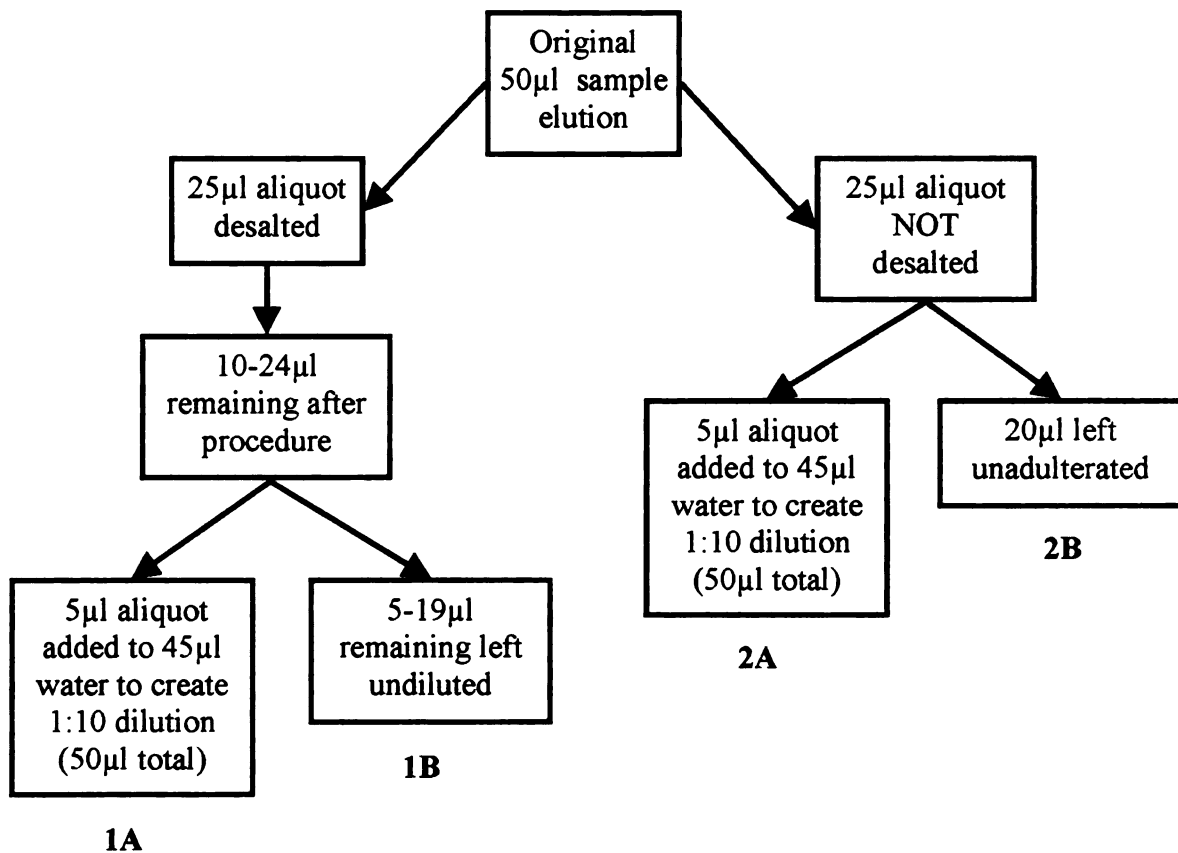 Original
50µl sample
elution
25µl aliquot
desalted
25µl aliquot
NOT
desalted
10-24µl
remaining after
procedure
5µl aliquot
added to 45µl
water to create
1:10 dilution
(50µl total)
2A
20µl left
unadulterated
2B
5µl aliquot
added to 45µl
water to create
1:10 dilution
(50µl total)
1A
5-19µl
remaining left
undiluted
1B